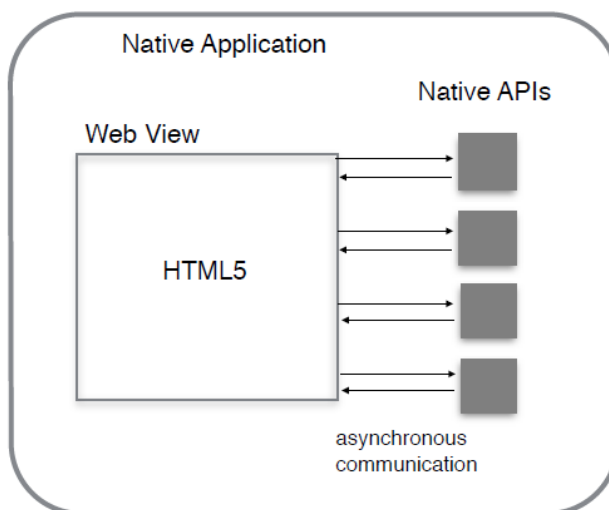 Native Application
Native APIs
Web View
HTML5
asynchronous
communication